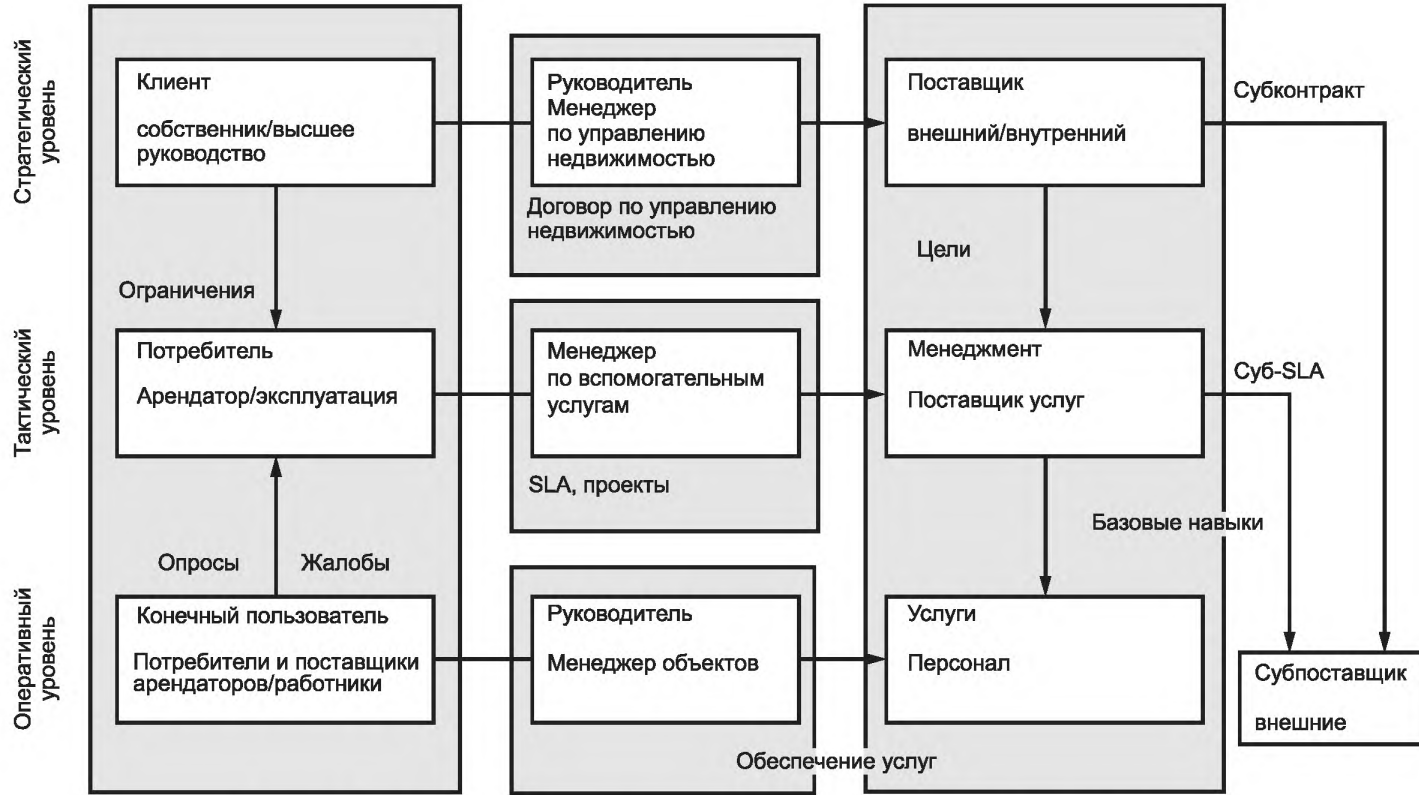 Стратегический
уровень
Клиент
собственник/высшее
руководство
Руководитель
Менеджер
по управлению
недвижимостью
Договор по управлению
недвижимостью
Поставщик
внешний/внутренний
Субконтракт
Ограничения
Цели
Тактический
уровень
Потребитель
Арендатор/эксплуатация
Менеджер
по вспомогательным
услугам
SLA, проекты
Менеджмент
Поставщик услуг
Суб-SLA
Опросы
Жалобы
Базовые навыки
Оперативный
уровень
Конечный пользователь
Потребители и поставщики
арендаторов/работники
Руководитель
Менеджер объектов
Услуги
Персонал
Субпоставщик
внешние
Обеспечение услуг